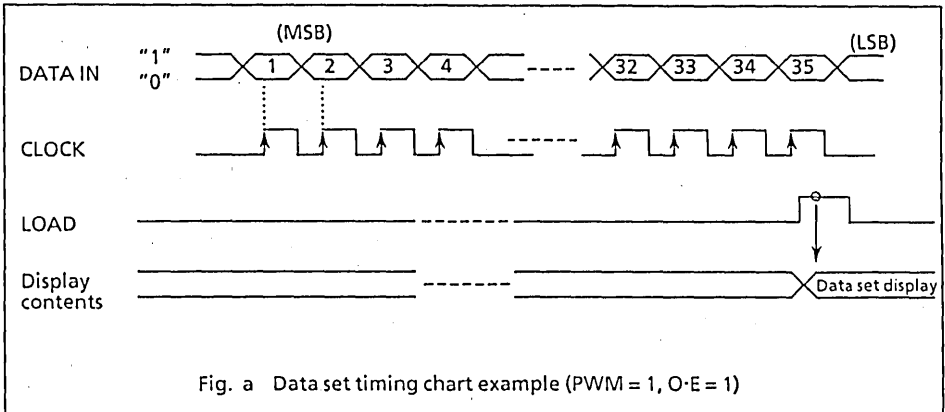 (MSB)
(LSB)
DATA IN "1" "0" 1 2 3 4 32 33 34 35
CLOCK
LOAD
Display
contents
Data set display
Fig. a Data set timing chart example (PWM = 1, O·E = 1)